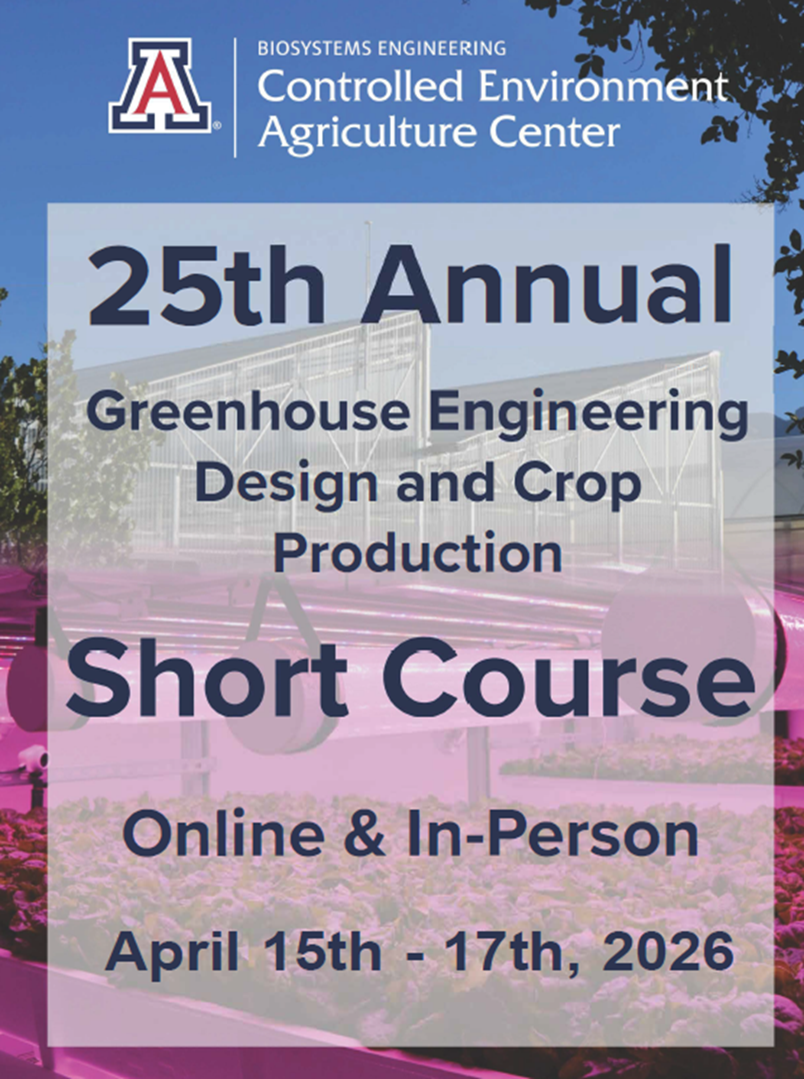 A
BIOSYSTEMS ENGINEERING
Controlled Environment
Agriculture Center
25th Annual
Greenhouse Engineering
Design and Crop
Production
Short Course
Online & In-Person
April 15th - 17th, 2026